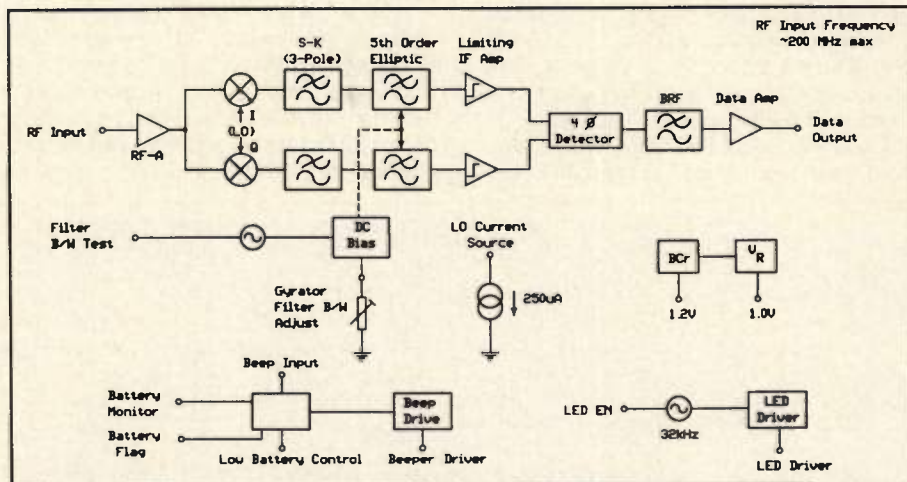 RF Input Frequency
~200 MHz max
S-K
(3-Pole)
5th Order
Elliptic
Limiting
IF Amp
RF Input
RF-A
I
(LO)
Q
4 Ø
Detector
BRF
Data Amp
Data
Output
Filter
B/W Test
DC
Bias
LO Current
Source
250uA
Gyrator
Filter B/W
Adjust
BCr
VR
1.2V
1.0V
Beep Input
Battery
Monitor
Battery
Flag
Low Battery Control
Beep
Drive
Beeper Driver
LED EN
32kHz
LED
Driver
LED Driver